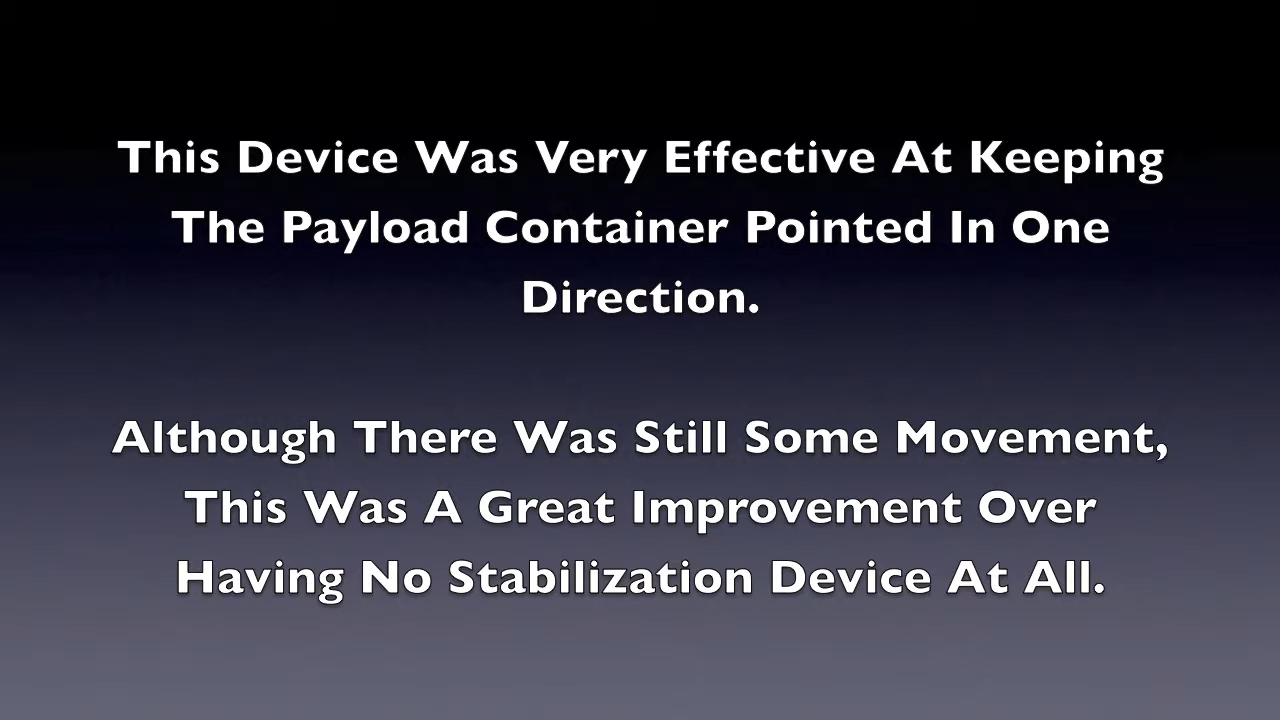 This Device Was Very Effective At Keeping
The Payload Container Pointed In One
Direction.
Although There Was Still Some Movement,
This Was A Great Improvement Over
Having No Stabilization Device At All.